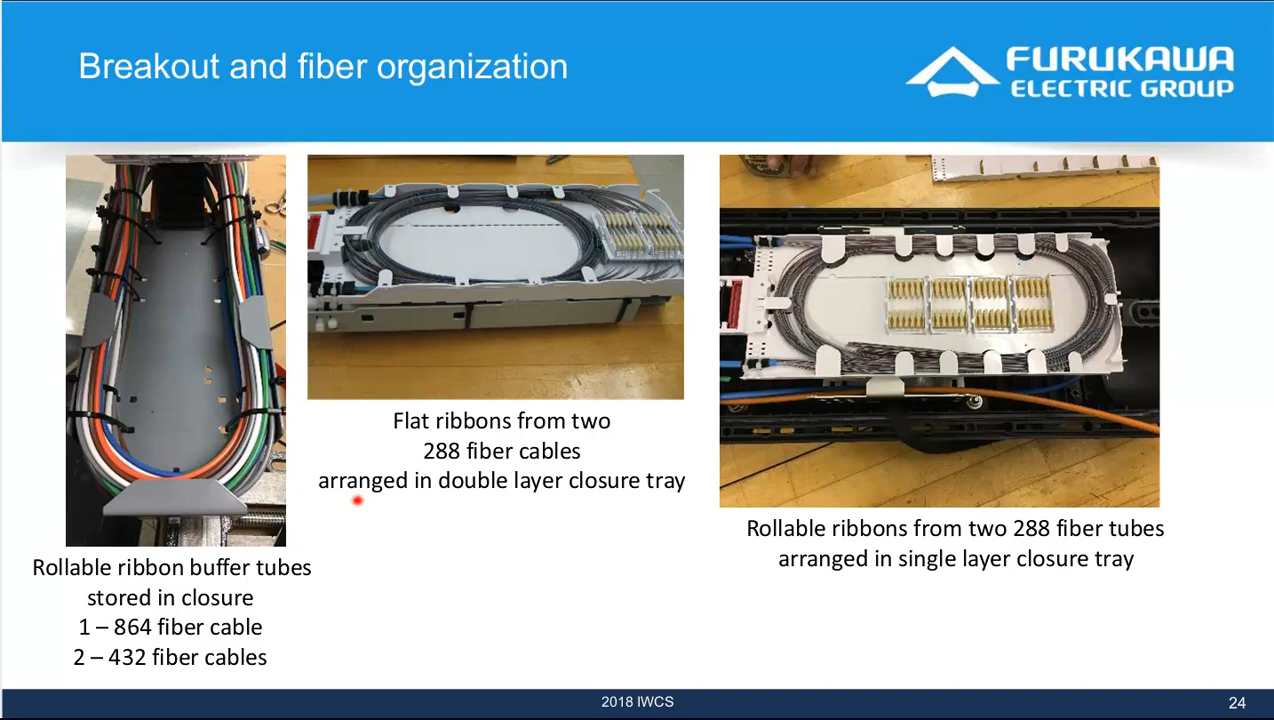 Breakout and fiber organization
FURUKAWA
ELECTRIC GROUP
Flat ribbons from two
288 fiber cables
arranged in double layer closure tray
Rollable ribbons from two 288 fiber tubes
arranged in single layer closure tray
Rollable ribbon buffer tubes
stored in closure
1 – 864 fiber cable
2 – 432 fiber cables
2018 IWCS
24